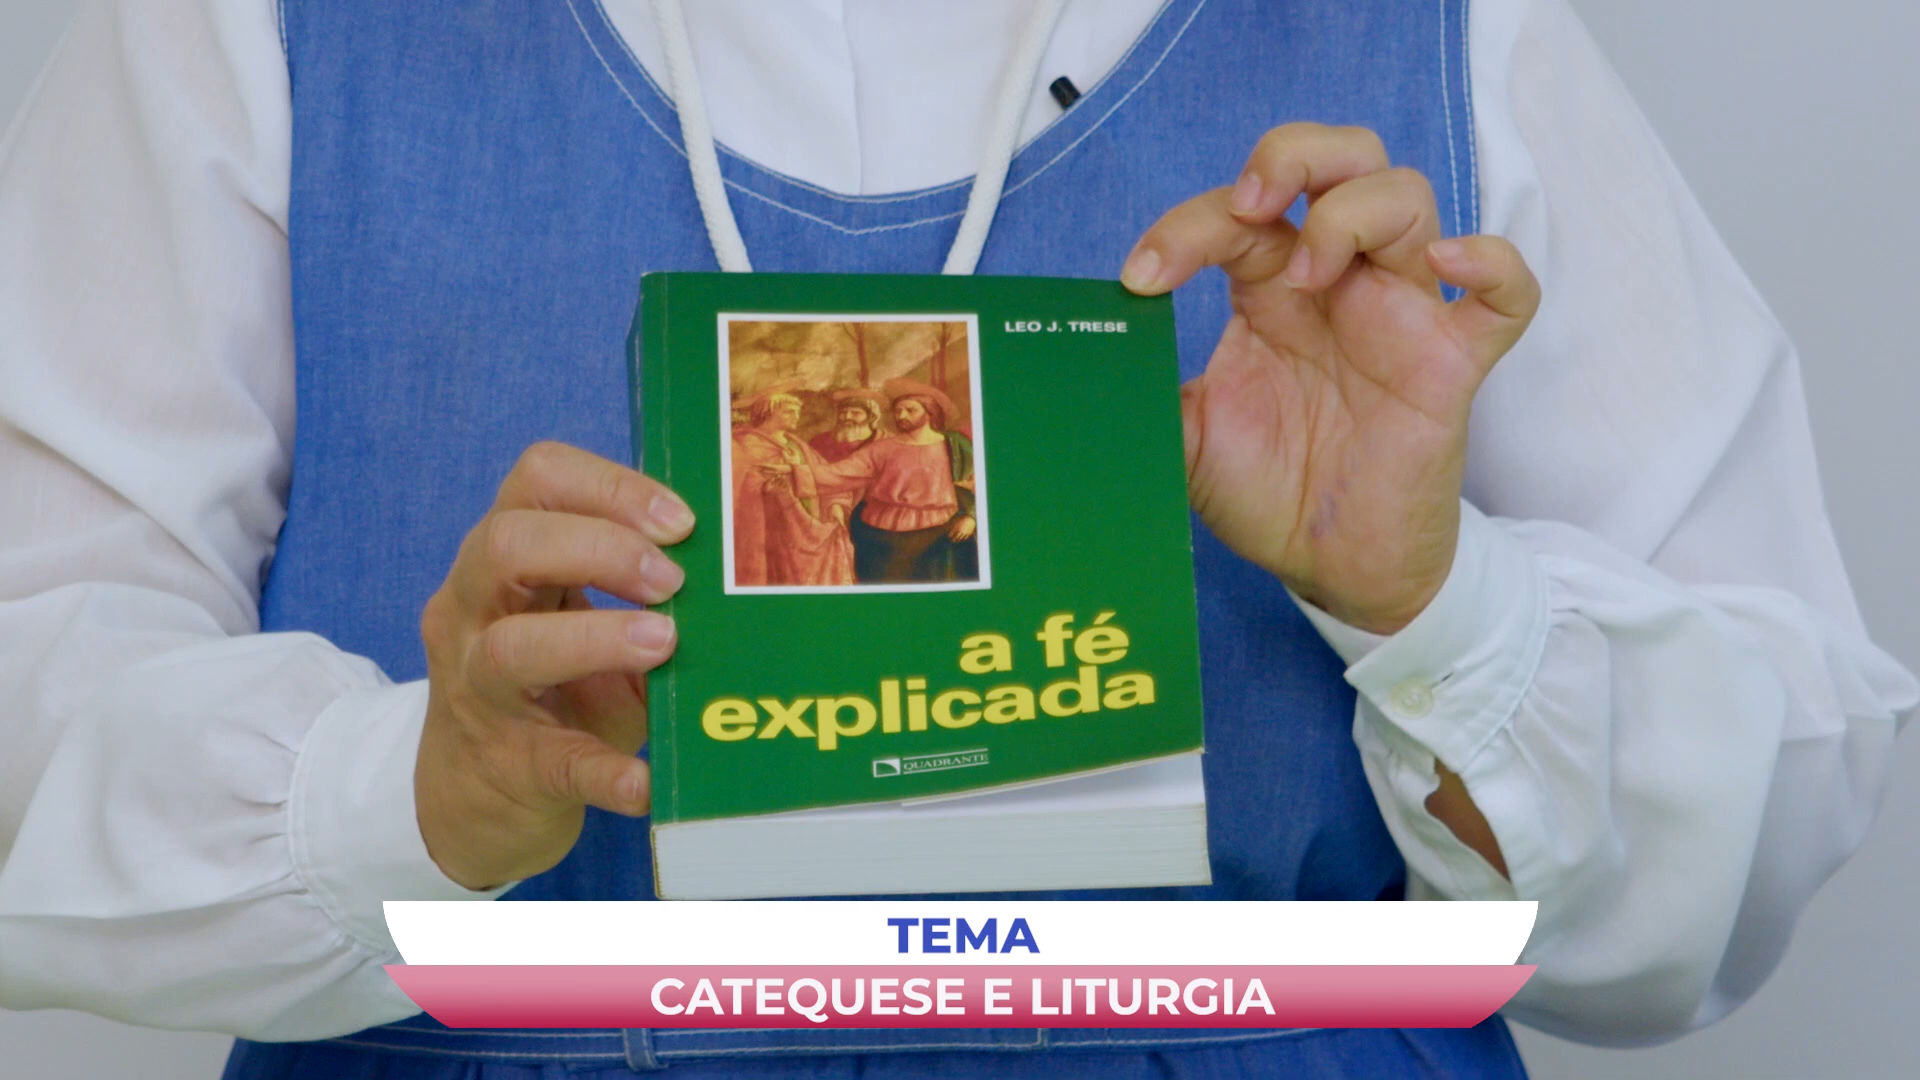 LEO J. TRESE
a fé
explicada
QUADRANTE
TEMA
CATEQUESE E LITURGIA